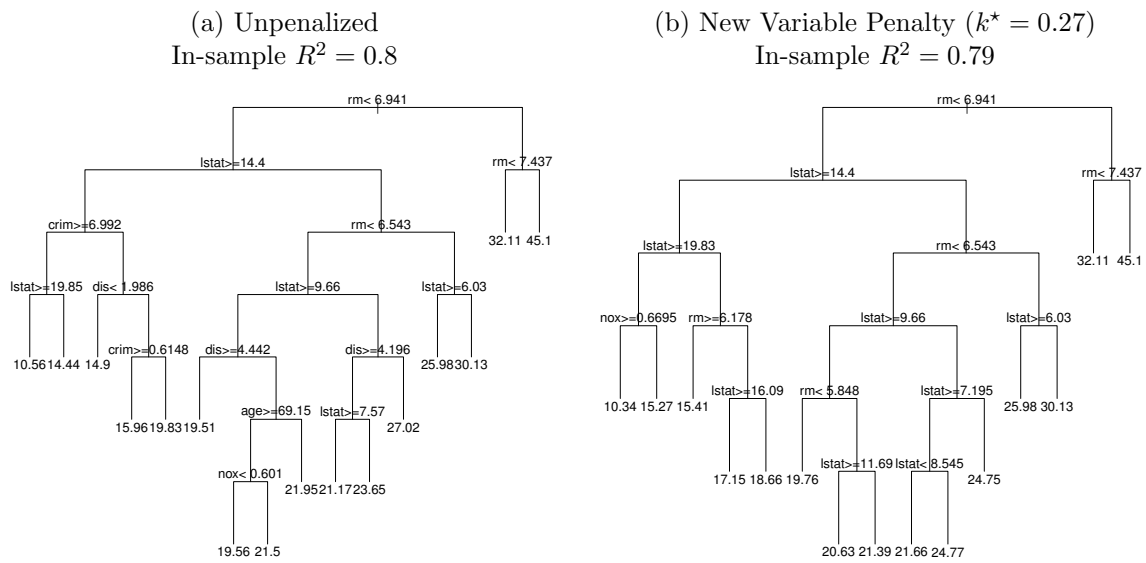 (a) Unpenalized
In-sample R² = 0.8
rm< 6.941
lstat>=14.4
rm< 7.437
crim>=6.992
rm< 6.543
32.11 45.1
lstat>=19.85 dis< 1.986
lstat>=9.66
lstat>=6.03
10.56 14.44 14.9
crim>=0.6148
dis>=4.442
dis>=4.196
25.98 30.13
15.96 19.83 19.51
age>=69.15
lstat>=7.57
27.02
nox< 0.601
21.95 21.17 23.65
19.56 21.5
(b) New Variable Penalty (k⋆ = 0.27)
In-sample R² = 0.79
rm< 6.941
lstat>=14.4
rm< 7.437
lstat>=19.83
rm< 6.543
32.11 45.1
nox>=0.6695
rm>=6.178
lstat>=9.66
lstat>=6.03
10.34 15.27 15.41
lstat>=16.09
rm< 5.848
lstat>=7.195
25.98 30.13
17.15 18.66 19.76
lstat>=11.69
lstat< 8.545
24.75
20.63 21.39 21.66 24.77